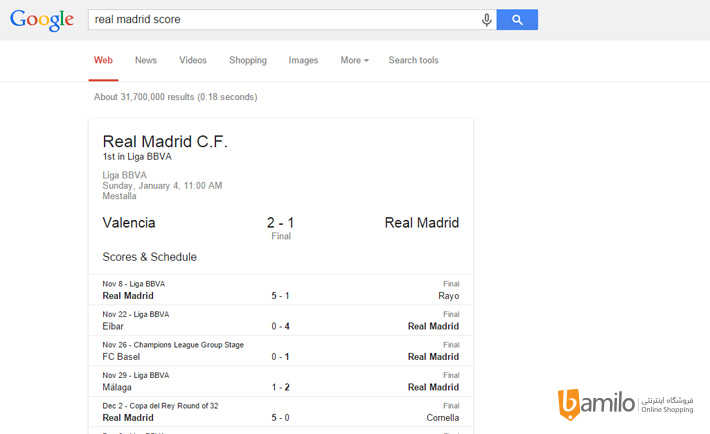 Google
real madrid score
Web News Videos Shopping Images More Search tools
About 31,700,000 results (0.18 seconds)
Real Madrid C.F.
1st in Liga BBVA
Liga BBVA
Sunday, January 4, 11:00 AM
Mestalla
Valencia 2 - 1 Real Madrid
Final
Scores & Schedule
Nov 8 - Liga BBVA Final
Real Madrid 5 - 1 Rayo
Nov 22 - Liga BBVA Final
Eibar 0 - 4 Real Madrid
Nov 26 - Champions League Group Stage Final
FC Basel 0 - 1 Real Madrid
Nov 29 - Liga BBVA Final
Málaga 1 - 2 Real Madrid
Dec 2 - Copa del Rey Round of 32 Final
Real Madrid 5 - 0 Cornella
bamilo
فروشگاه اینترنتی
Online Shopping